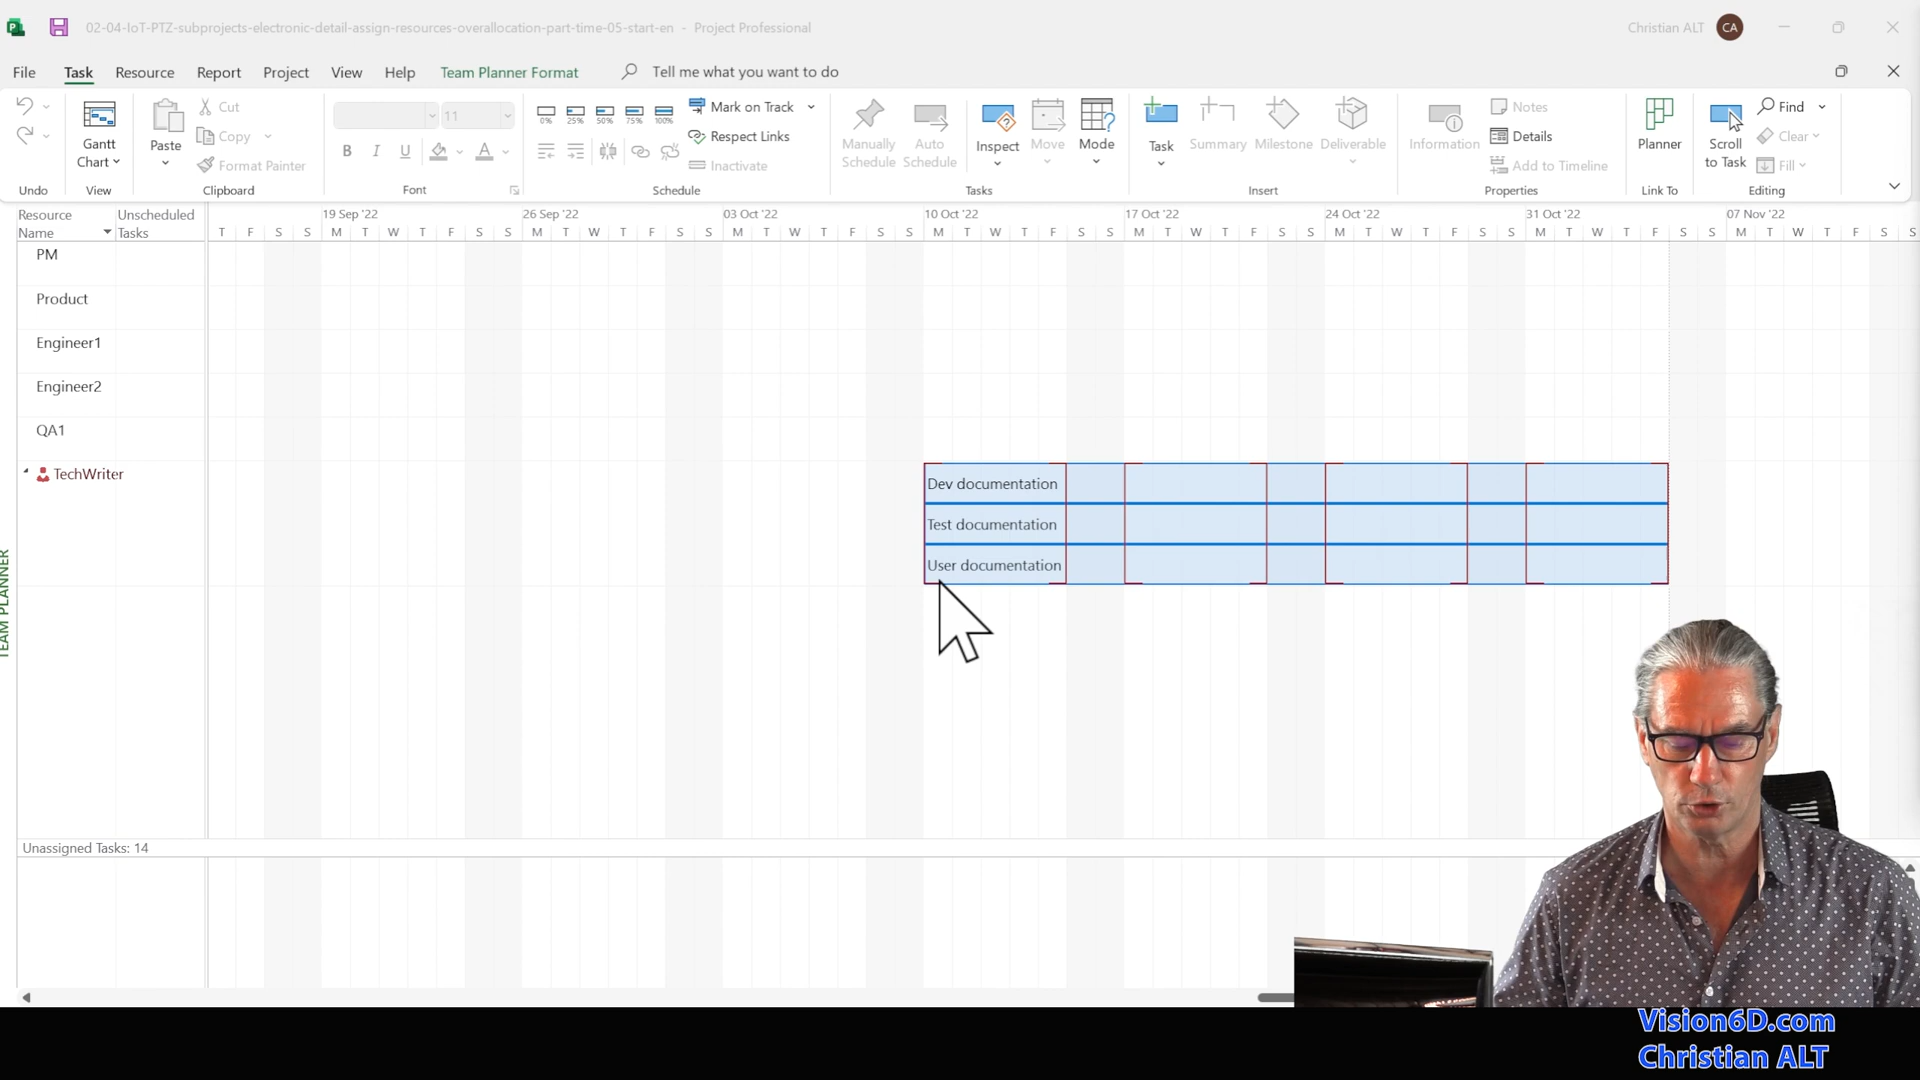 02-04-IoT-PTZ-subprojects-electronic-detail-assign-resources-overallocation-part-time-05-start-en - Project Professional
Christian ALT CA
File Task Resource Report Project View Help Team Planner Format Tell me what you want to do
Undo
Gantt
Chart
View
Paste
Cut
Copy
Format Painter
Clipboard
11
B I U A
Font
0% 25% 50% 75% 100%
Mark on Track
Respect Links
Inactivate
Schedule
Manually
Schedule
Auto
Schedule
Inspect
Move
Mode
Tasks
Task
Summary
Milestone
Deliverable
Insert
Information
Notes
Details
Add to Timeline
Properties
Planner
Link To
Scroll
to Task
Find
Clear
Fill
Editing
Resource
Name
Unscheduled
Tasks
19 Sep '22 26 Sep '22 03 Oct '22 10 Oct '22 17 Oct '22 24 Oct '22 31 Oct '22 07 Nov '22
T F S S M T W T F S S M T W T F S S M T W T F S S M T W T F S S M T W T F S S M T W T F S S M T W T F S S M T W T F S S
PM
Product
Engineer1
Engineer2
QA1
TechWriter
Dev documentation
Test documentation
User documentation
TEAM PLANNER
Unassigned Tasks: 14
Vision6D.com
Christian ALT